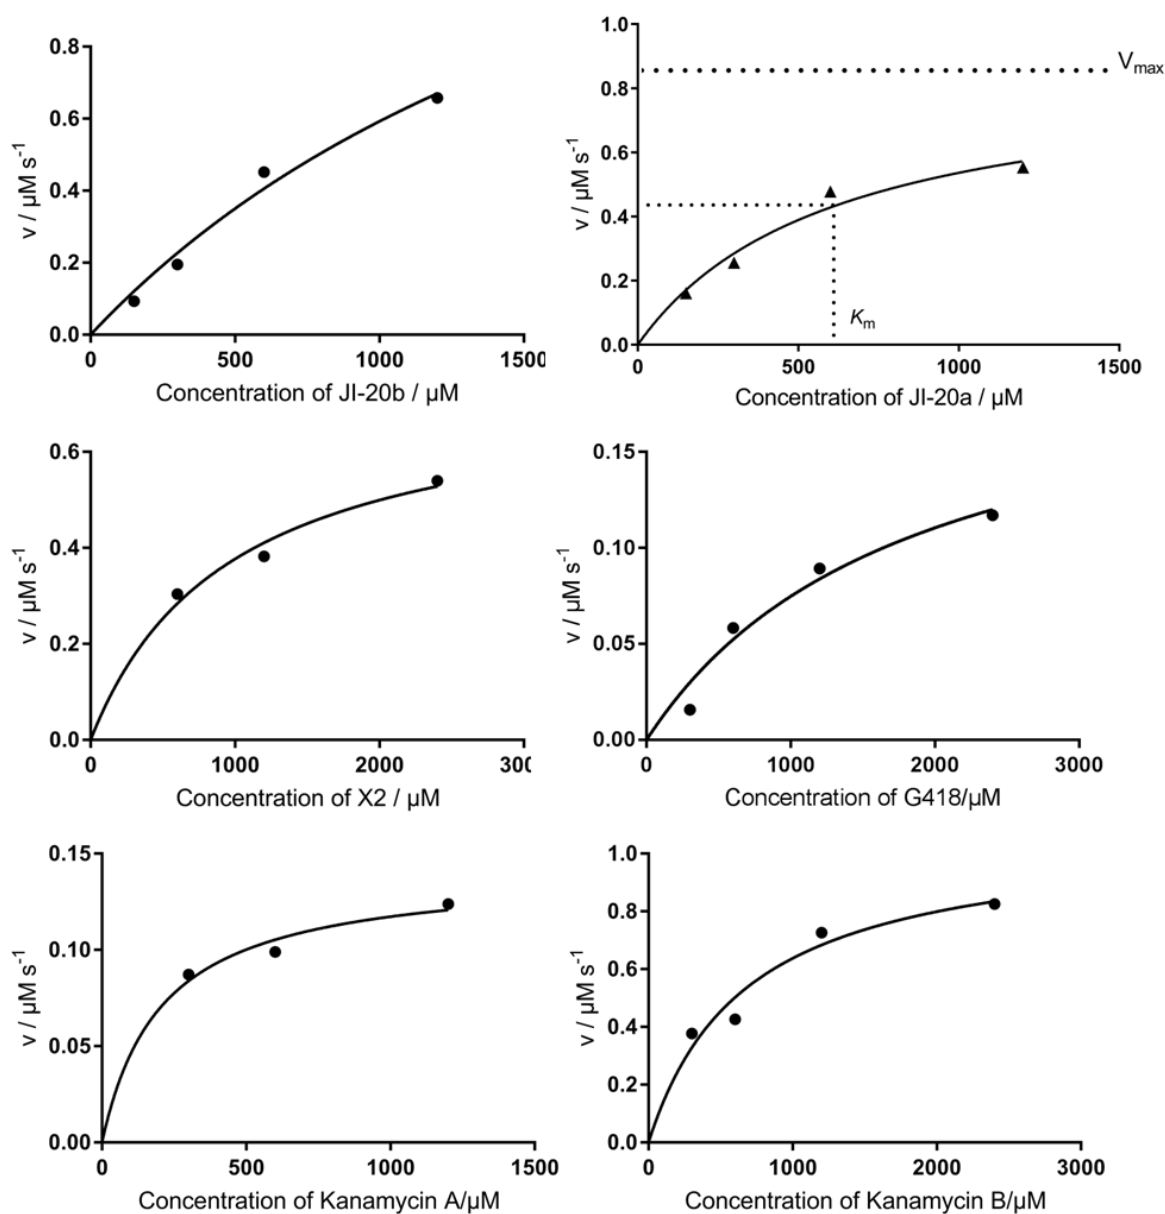 0.8
0.6
0.4
0.2
0.0
0 500 1000 1500
v / µM s⁻¹
Concentration of JI-20b / µM
1.0
0.8
0.6
0.4
0.2
0.0
0 500 1000 1500
v / µM s⁻¹
Vmax
Km
Concentration of JI-20a / µM
0.6
0.4
0.2
0.0
0 1000 2000 300
v / µM s⁻¹
Concentration of X2 / µM
0.15
0.10
0.05
0.00
0 1000 2000 3000
v / µM s⁻¹
Concentration of G418/µM
0.15
0.10
0.05
0.00
0 500 1000 1500
v / µM s⁻¹
Concentration of Kanamycin A/µM
1.0
0.8
0.6
0.4
0.2
0.0
0 1000 2000 3000
v / µM s⁻¹
Concentration of Kanamycin B/µM